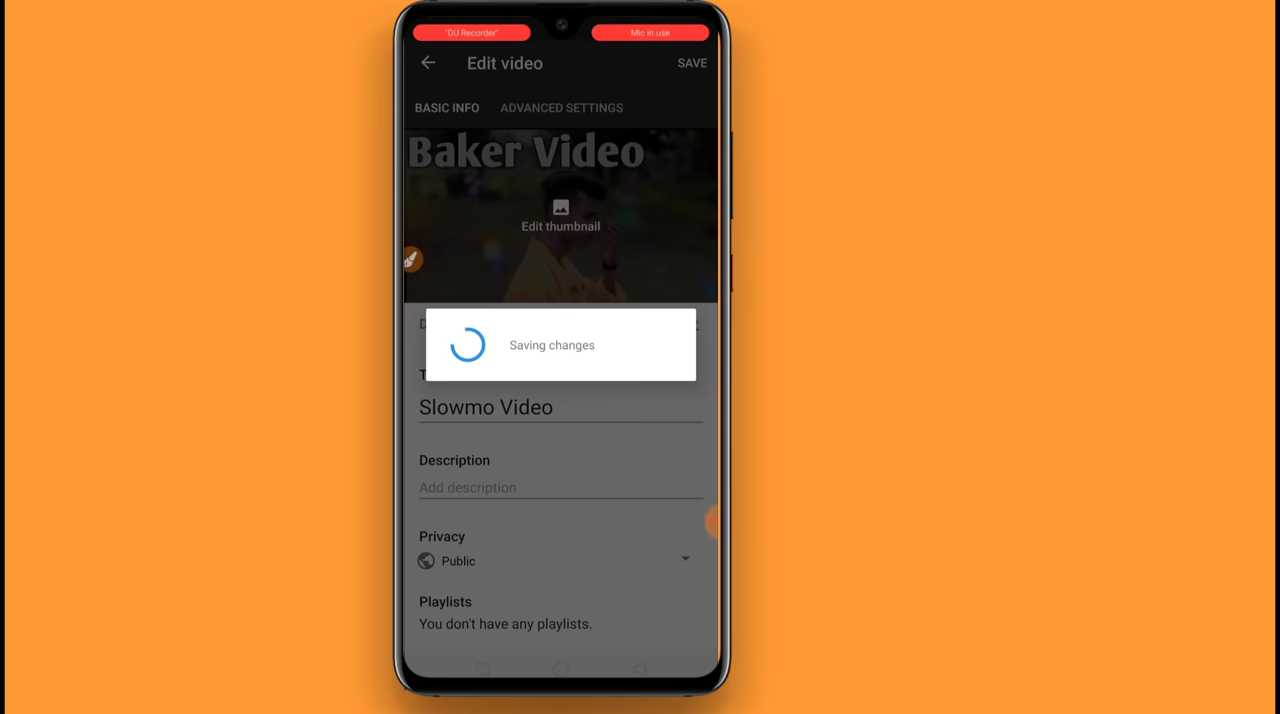 "DU Recorder"
Mic in use
Edit video
SAVE
BASIC INFO
ADVANCED SETTINGS
Baker Video
Edit thumbnail
Saving changes
Slowmo Video
Description
Add description
Privacy
Public
Playlists
You don't have any playlists.